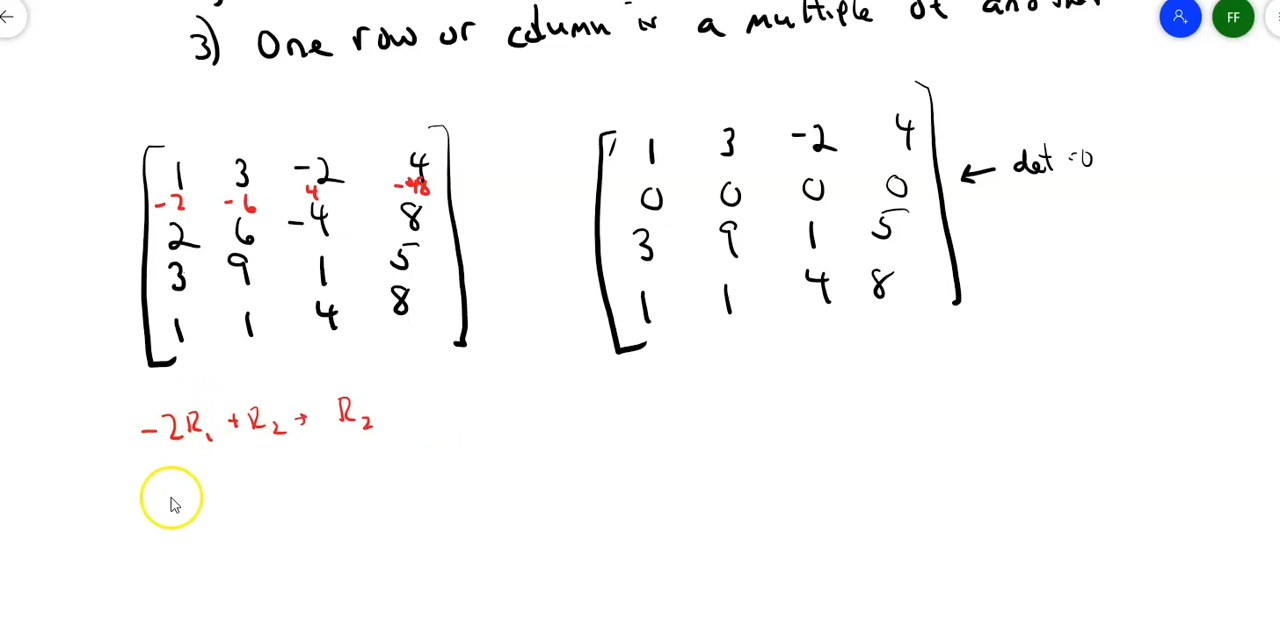 3) One row or column is a multiple of another
FF
1 3 -2 4
-2 -6 4 -8
2 6 -4 8
3 9 1 5
1 1 4 8
1 3 -2 4
0 0 0 0
3 9 1 5
1 1 4 8
← det =0
-2R₁ + R₂ → R₂